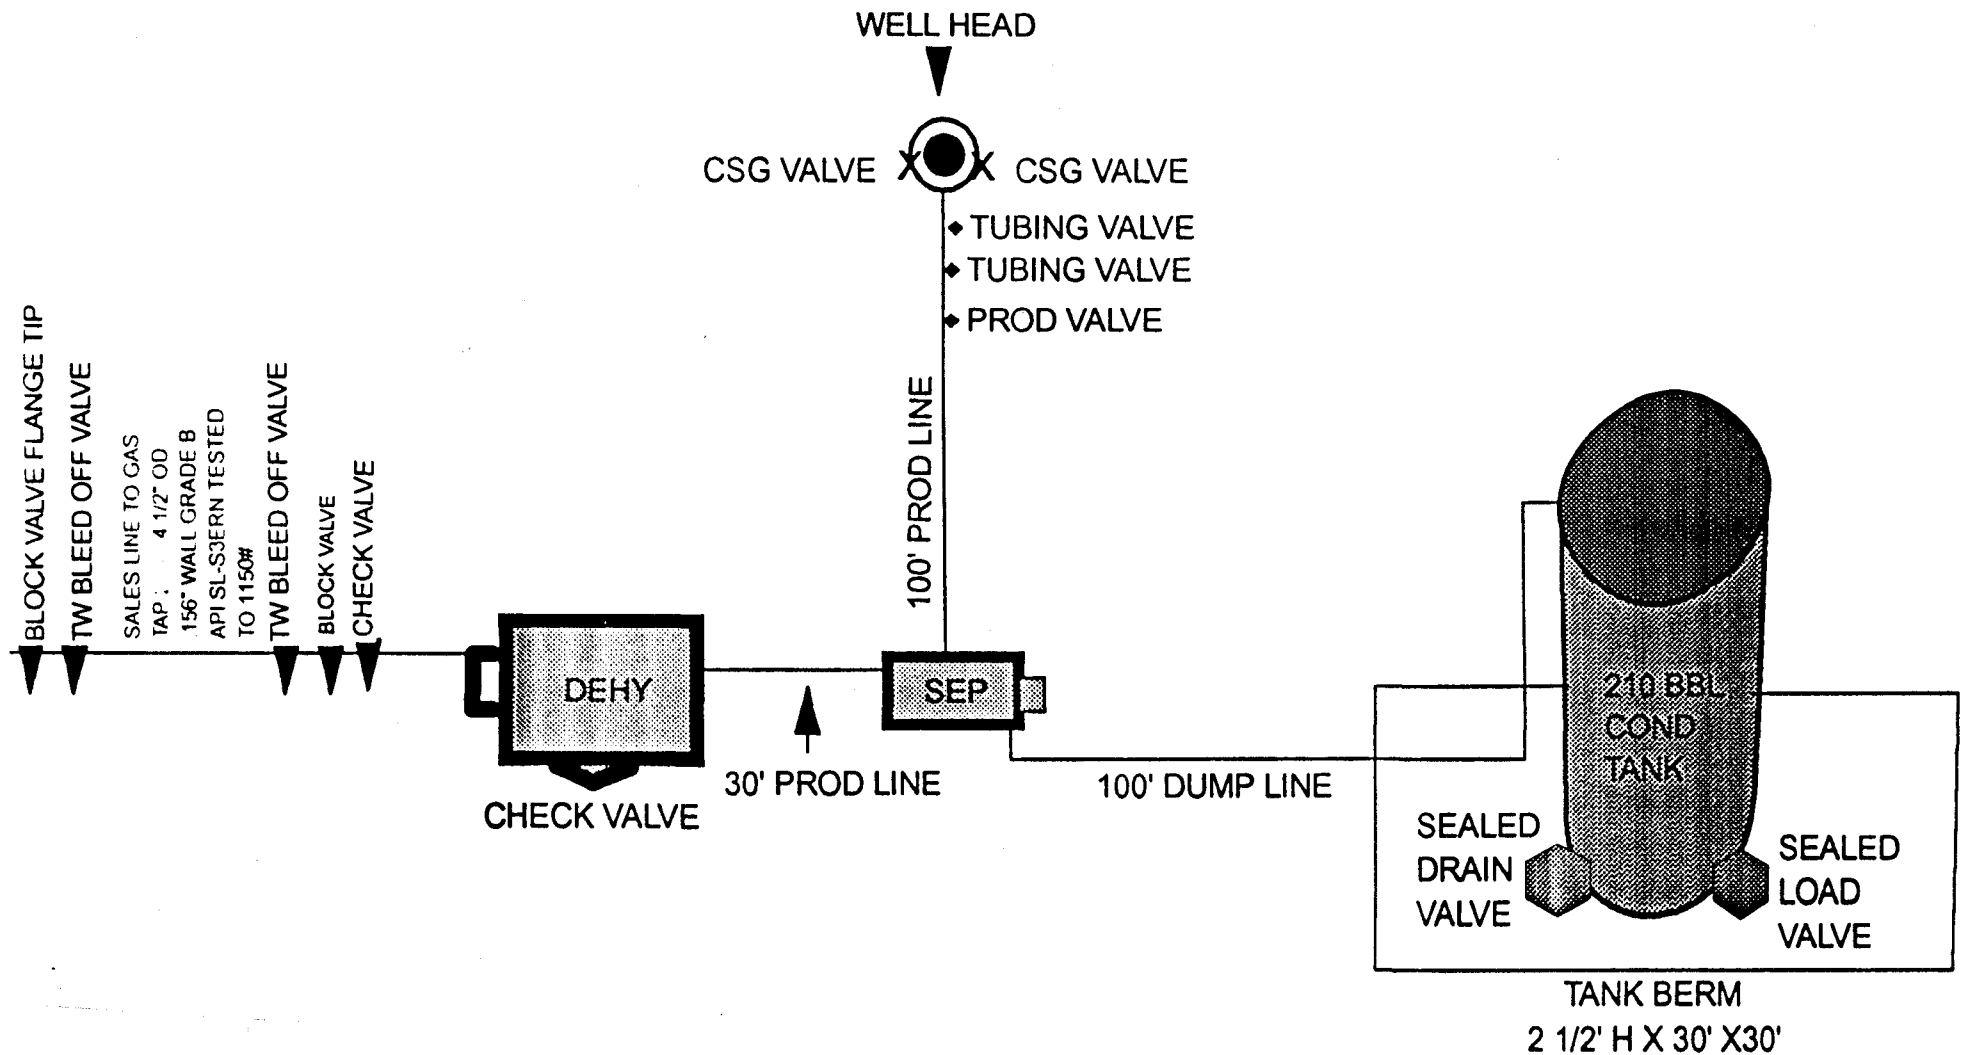 WELL HEAD
CSG VALVE
CSG VALVE
TUBING VALVE
TUBING VALVE
PROD VALVE
100' PROD LINE
BLOCK VALVE FLANGE TIP
TW BLEED OFF VALVE
SALES LINE TO GAS
TAP 4 1/2" OD
.156" WALL GRADE B
API SL-S3ERN TESTED
TO 1150#
TW BLEED OFF VALVE
BLOCK VALVE
CHECK VALVE
DEHY
SEP
30' PROD LINE
CHECK VALVE
100' DUMP LINE
210 BBL
COND
TANK
SEALED
DRAIN
VALVE
SEALED
LOAD
VALVE
TANK BERM
2 1/2' H X 30' X30'